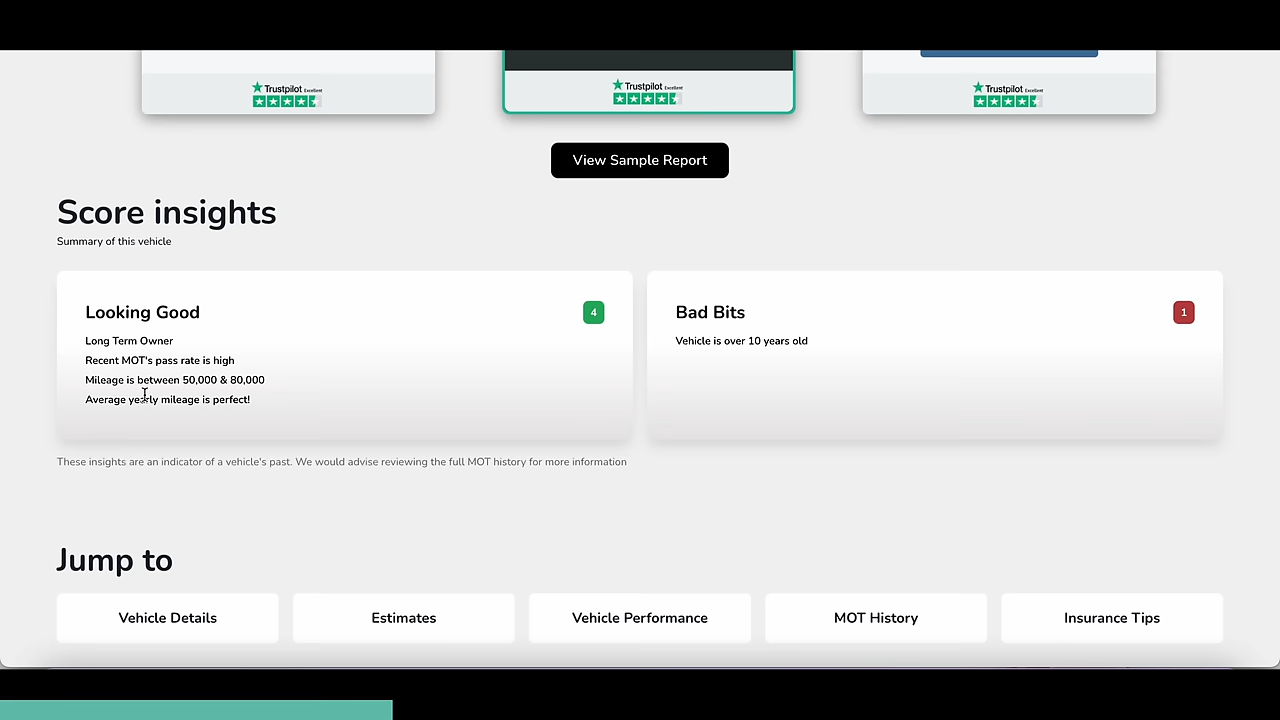 Trustpilot Excellent
Trustpilot Excellent
Trustpilot Excellent
View Sample Report
Score insights
Summary of this vehicle
Looking Good
4
Long Term Owner
Recent MOT's pass rate is high
Mileage is between 50,000 & 80,000
Average yearly mileage is perfect!
Bad Bits
1
Vehicle is over 10 years old
These insights are an indicator of a vehicle's past. We would advise reviewing the full MOT history for more information
Jump to
Vehicle Details
Estimates
Vehicle Performance
MOT History
Insurance Tips